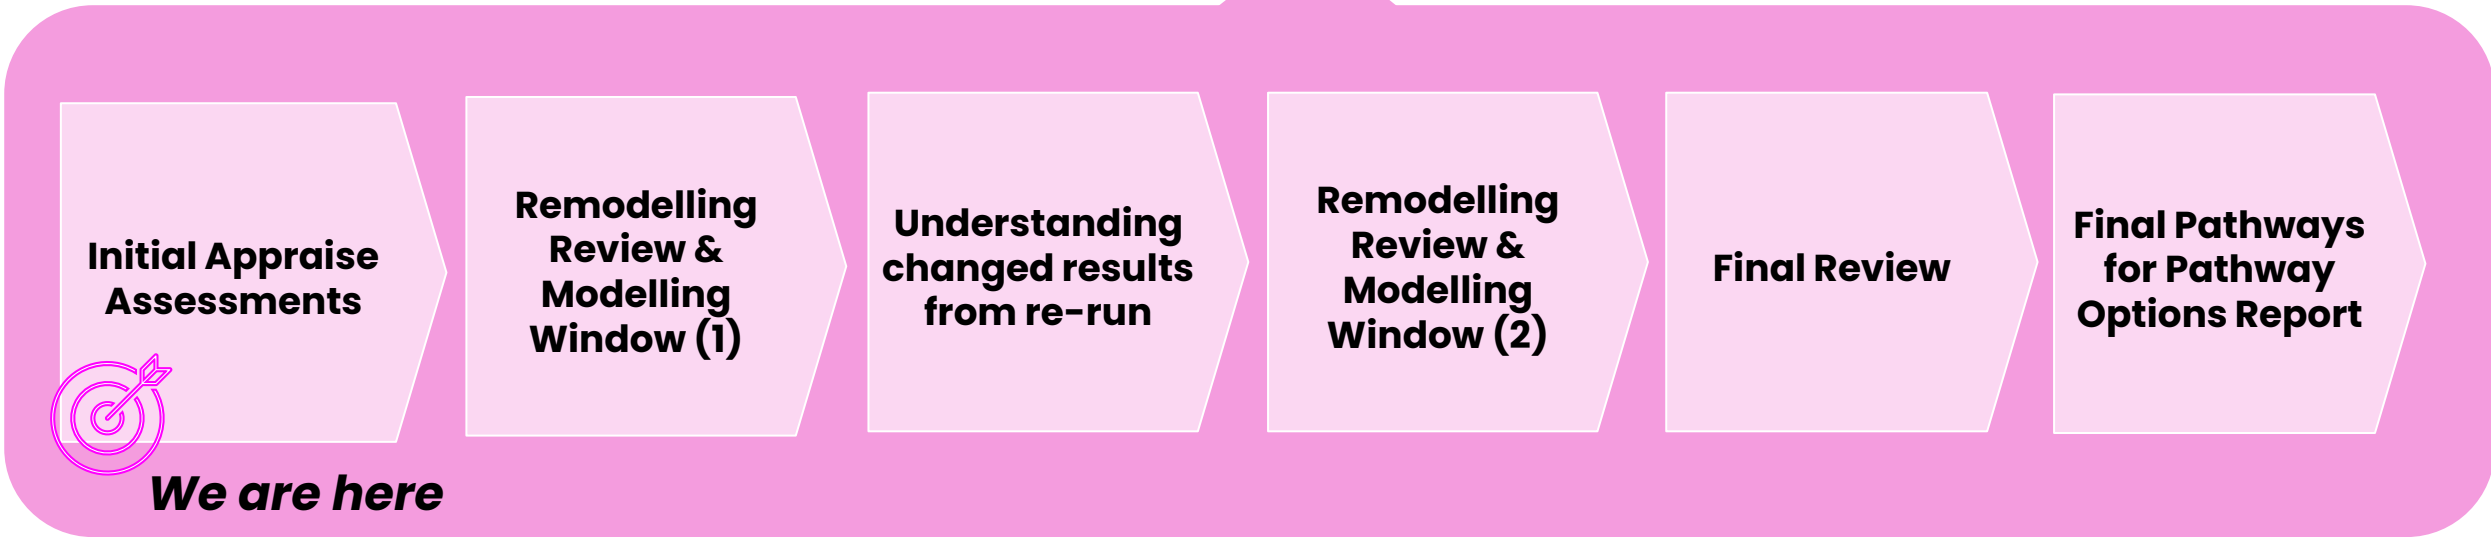 Initial Appraise
Assessments
Remodelling
Review &
Modelling
Window (1)
Understanding
changed results
from re-run
Remodelling
Review &
Modelling
Window (2)
Final Review
Final Pathways
for Pathway
Options Report
We are here